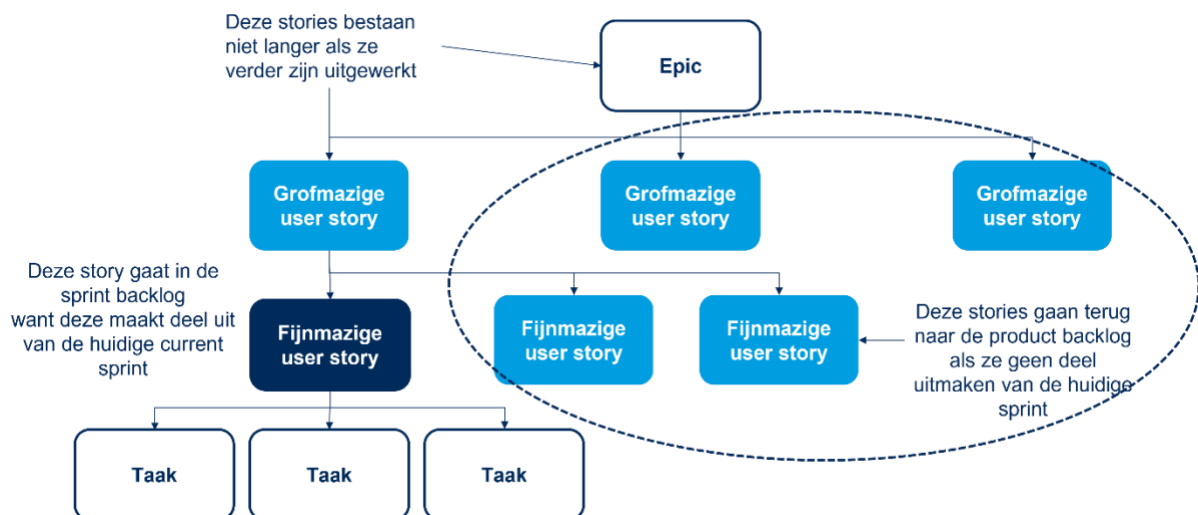 Deze stories bestaan
niet langer als ze
verder zijn uitgewerkt
Epic
Grofmazige
user story
Grofmazige
user story
Grofmazige
user story
Deze story gaat in de
sprint backlog
want deze maakt deel uit
van de huidige current
sprint
Fijnmazige
user story
Fijnmazige
user story
Fijnmazige
user story
Deze stories gaan terug
naar de product backlog
als ze geen deel
uitmaken van de huidige
sprint
Taak
Taak
Taak